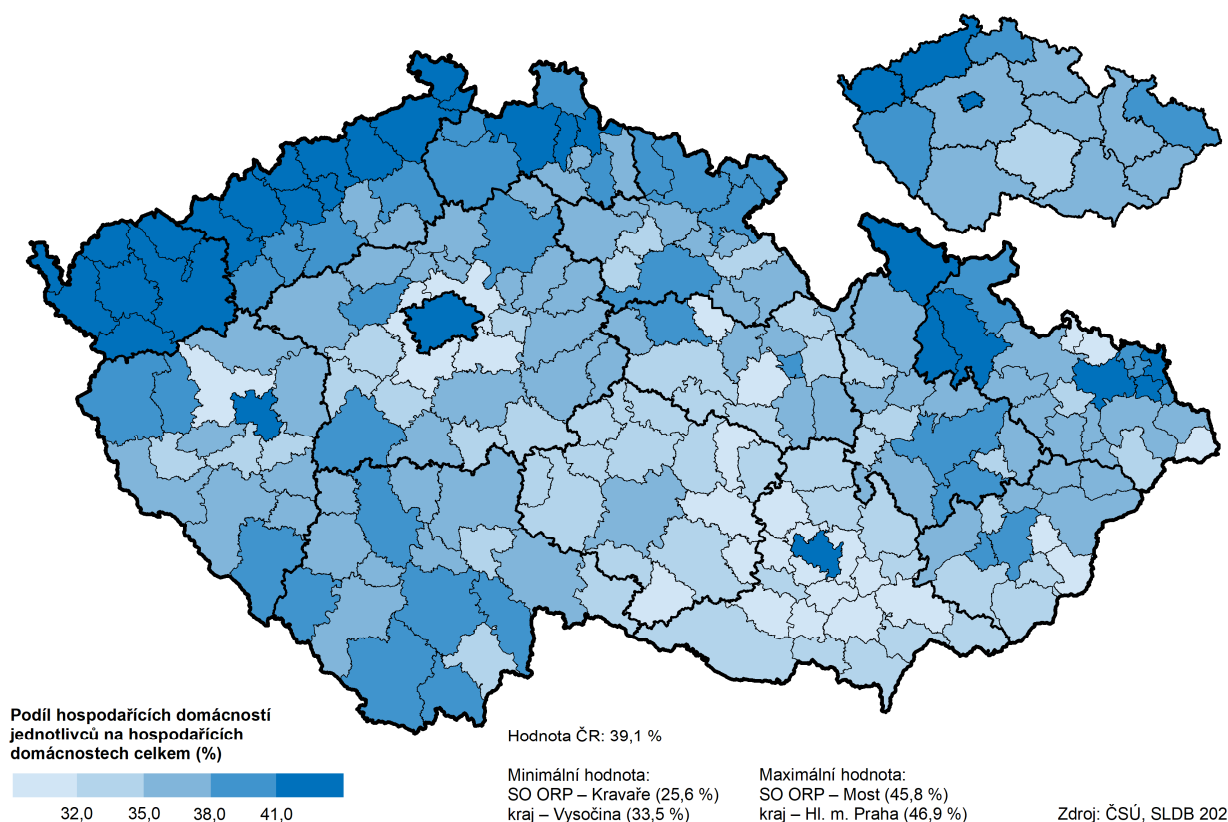 Podíl hospodařících domácností
jednotlivců na hospodařících
domácnostech celkem (%)
32,0 35,0 38,0 41,0
Hodnota ČR: 39,1 %
Minimální hodnota:
SO ORP – Kravaře (25,6 %)
kraj – Vysočina (33,5 %)
Maximální hodnota:
SO ORP – Most (45,8 %)
kraj – Hl. m. Praha (46,9 %)
Zdroj: ČSÚ, SLDB 202